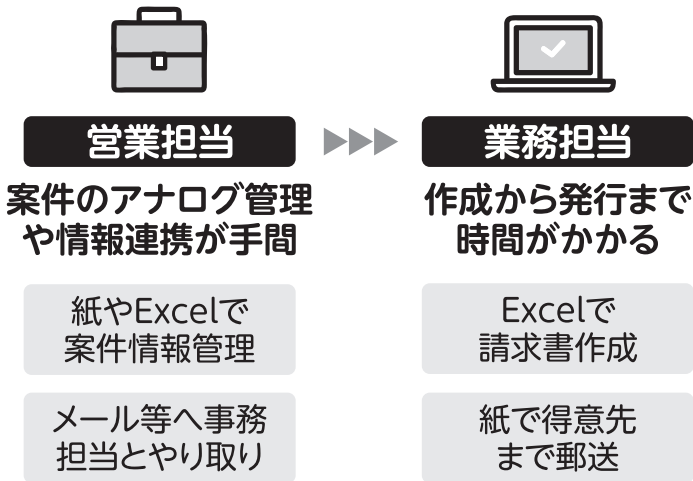 営業担当
案件のアナログ管理
や情報連携が手間
紙やExcelで
案件情報管理
メール等へ事務
担当とやり取り
業務担当
作成から発行まで
時間がかかる
Excelで
請求書作成
紙で得意先
まで郵送